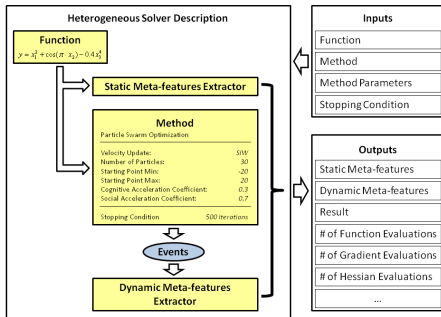 Heterogeneous Solver Description
Function
y = x₁² + cos(π · x₂) − 0.4x₃⁴
Static Meta-features Extractor
Method
Particle Swarm Optimization
Velocity Update: SIW
Number of Particles: 30
Starting Point Min: -20
Starting Point Max: 20
Cognitive Acceleration Coefficient: 0.3
Social Acceleration Coefficient: 0.7
Stopping Condition 500 iterations
Events
Dynamic Meta-features
Extractor
Inputs
Function
Method
Method Parameters
Stopping Condition
Outputs
Static Meta-features
Dynamic Meta-features
Result
# of Function Evaluations
# of Gradient Evaluations
# of Hessian Evaluations
...